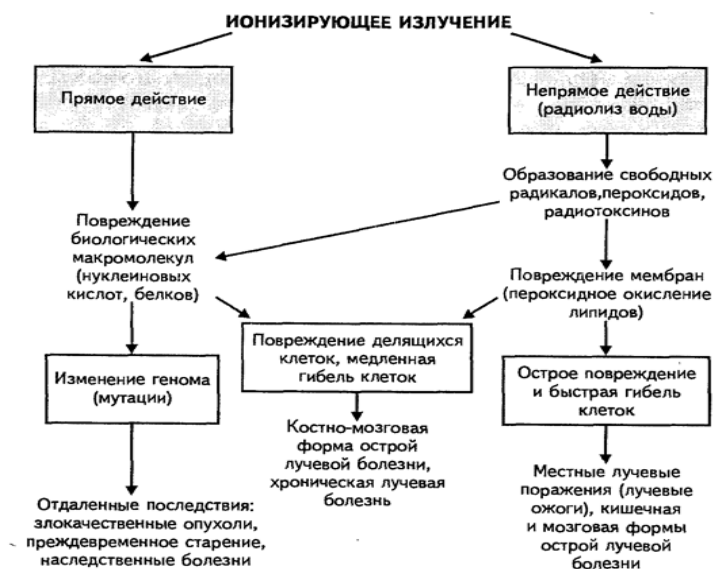 ИОНИЗИРУЮЩЕЕ ИЗЛУЧЕНИЕ
Прямое действие
Непрямое действие
(радиолиз воды)
Образование свободных
радикалов,пероксидов,
радиотоксинов
Повреждение
биологических
макромолекул
(нуклеиновых
кислот, белков)
Повреждение мембран
(пероксидное окисление
липидов)
Повреждение делящихся
клеток, медленная
гибель клеток
Изменение генома
(мутации)
Острое повреждение
и быстрая гибель
клеток
Костно-мозговая
форма острой
лучевой болезни,
хроническая лучевая
болезнь
Отдаленные последствия:
злокачественные опухоли,
преждевременное старение,
наследственные болезни
Местные лучевые
поражения (лучевые
ожоги), кишечная
и мозговая формы
острой лучевой
болезни